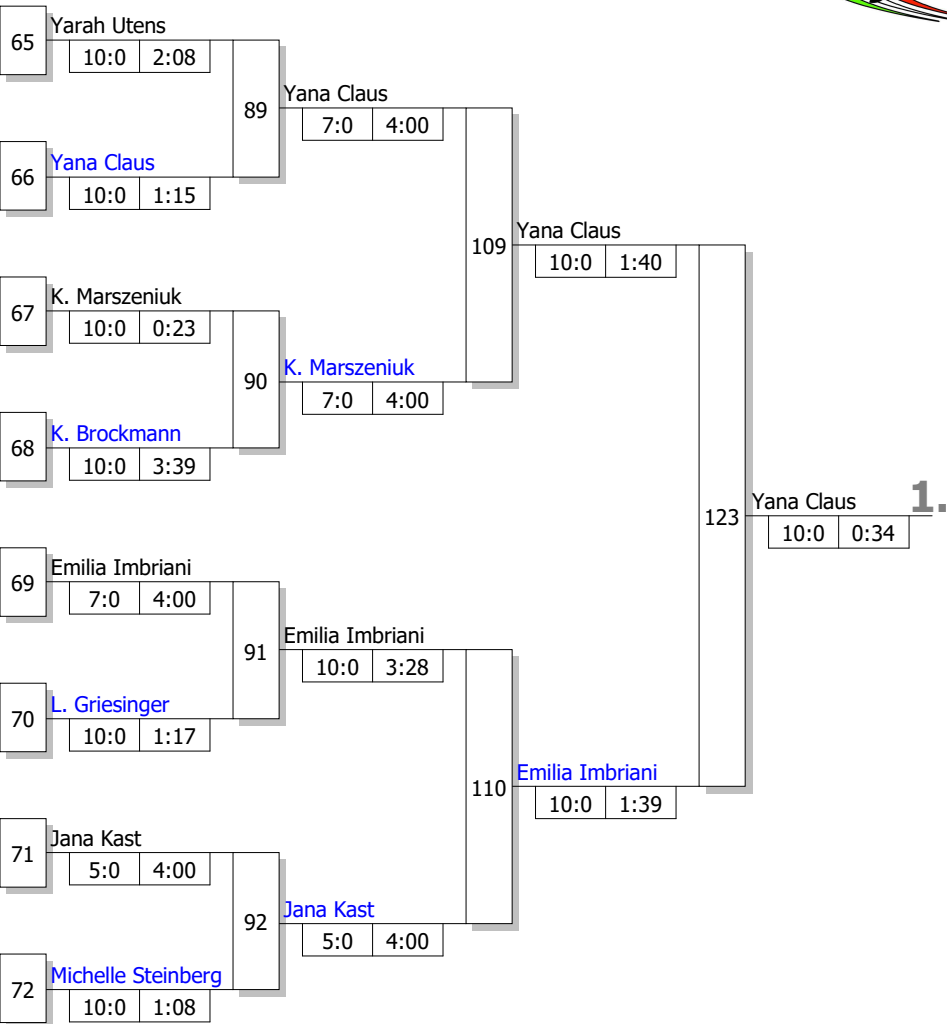 65 Yarah Utens
10:0 2:08
89 Yana Claus
7:0 4:00
66 Yana Claus
10:0 1:15
109 Yana Claus
10:0 1:40
67 K. Marszeniuk
10:0 0:23
90 K. Marszeniuk
7:0 4:00
68 K. Brockmann
10:0 3:39
123 Yana Claus 1.
10:0 0:34
69 Emilia Imbriani
7:0 4:00
91 Emilia Imbriani
10:0 3:28
70 L. Griesinger
10:0 1:17
110 Emilia Imbriani
10:0 1:39
71 Jana Kast
5:0 4:00
92 Jana Kast
5:0 4:00
72 Michelle Steinberg
10:0 1:08